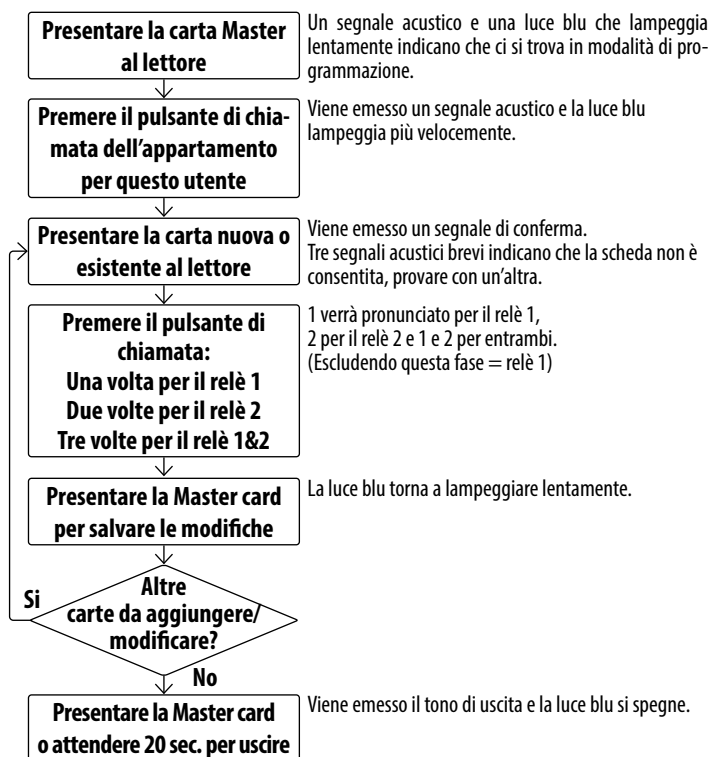 Presentare la carta Master
al lettore
Un segnale acustico e una luce blu che lampeggia
lentamente indicano che ci si trova in modalità di pro-
grammazione.
Premere il pulsante di chia-
mata dell'appartamento
per questo utente
Viene emesso un segnale acustico e la luce blu
lampeggia più velocemente.
Presentare la carta nuova o
esistente al lettore
Viene emesso un segnale di conferma.
Tre segnali acustici brevi indicano che la scheda non è
consentita, provare con un'altra.
Premere il pulsante di
chiamata:
Una volta per il relè 1
Due volte per il relè 2
Tre volte per il relè 1&2
1 verrà pronunciato per il relè 1,
2 per il relè 2 e 1 e 2 per entrambi.
(Escludendo questa fase = relè 1)
Presentare la Master card
per salvare le modifiche
La luce blu torna a lampeggiare lentamente.
Si
Altre
carte da aggiungere/
modificare?
No
Presentare la Master card
o attendere 20 sec. per uscire
Viene emesso il tono di uscita e la luce blu si spegne.